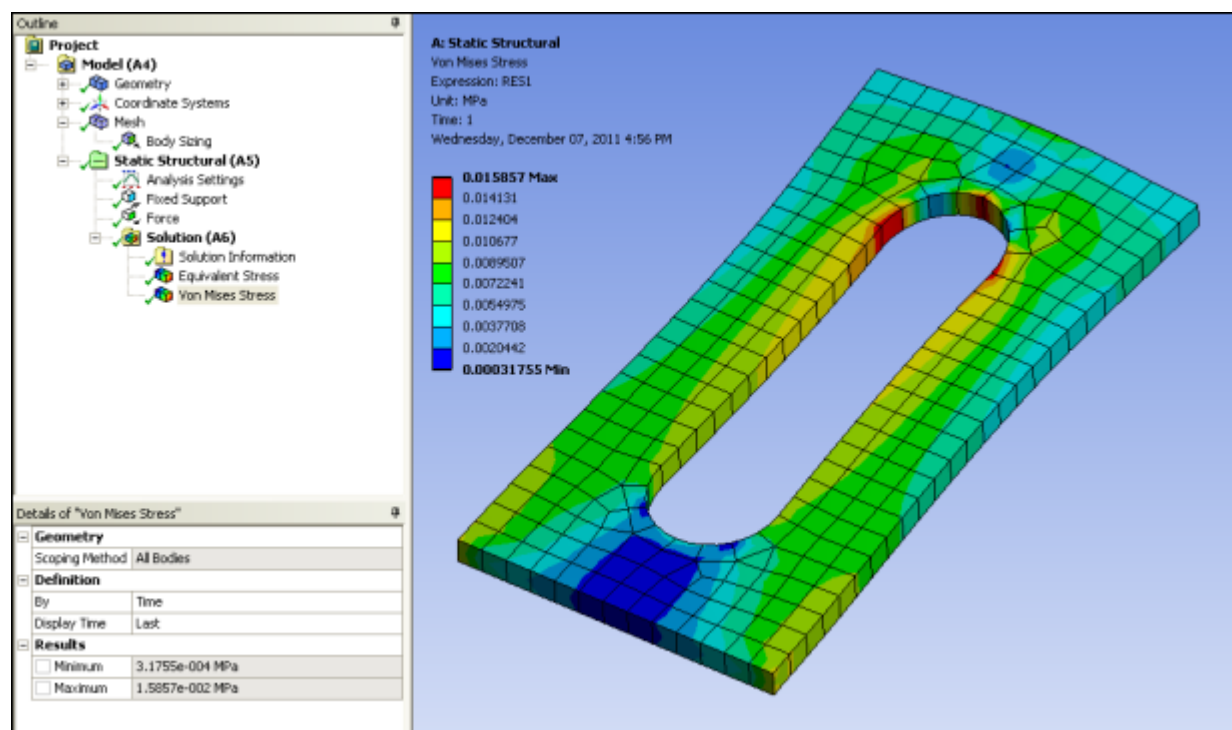 Outline
Project
Model (A4)
Geometry
Coordinate Systems
Mesh
Body Sizing
Static Structural (A5)
Analysis Settings
Fixed Support
Force
Solution (A6)
Solution Information
Equivalent Stress
Von Mises Stress
Details of "Von Mises Stress"
Geometry
Scoping Method All Bodies
Definition
By Time
Display Time Last
Results
Minimum 3.1755e-004 MPa
Maximum 1.5857e-002 MPa
A: Static Structural
Von Mises Stress
Expression: RES1
Unit: MPa
Time: 1
Wednesday, December 07, 2011 4:56 PM
0.015857 Max
0.014131
0.012404
0.010677
0.0089507
0.0072241
0.0054975
0.0037708
0.0020442
0.00031755 Min